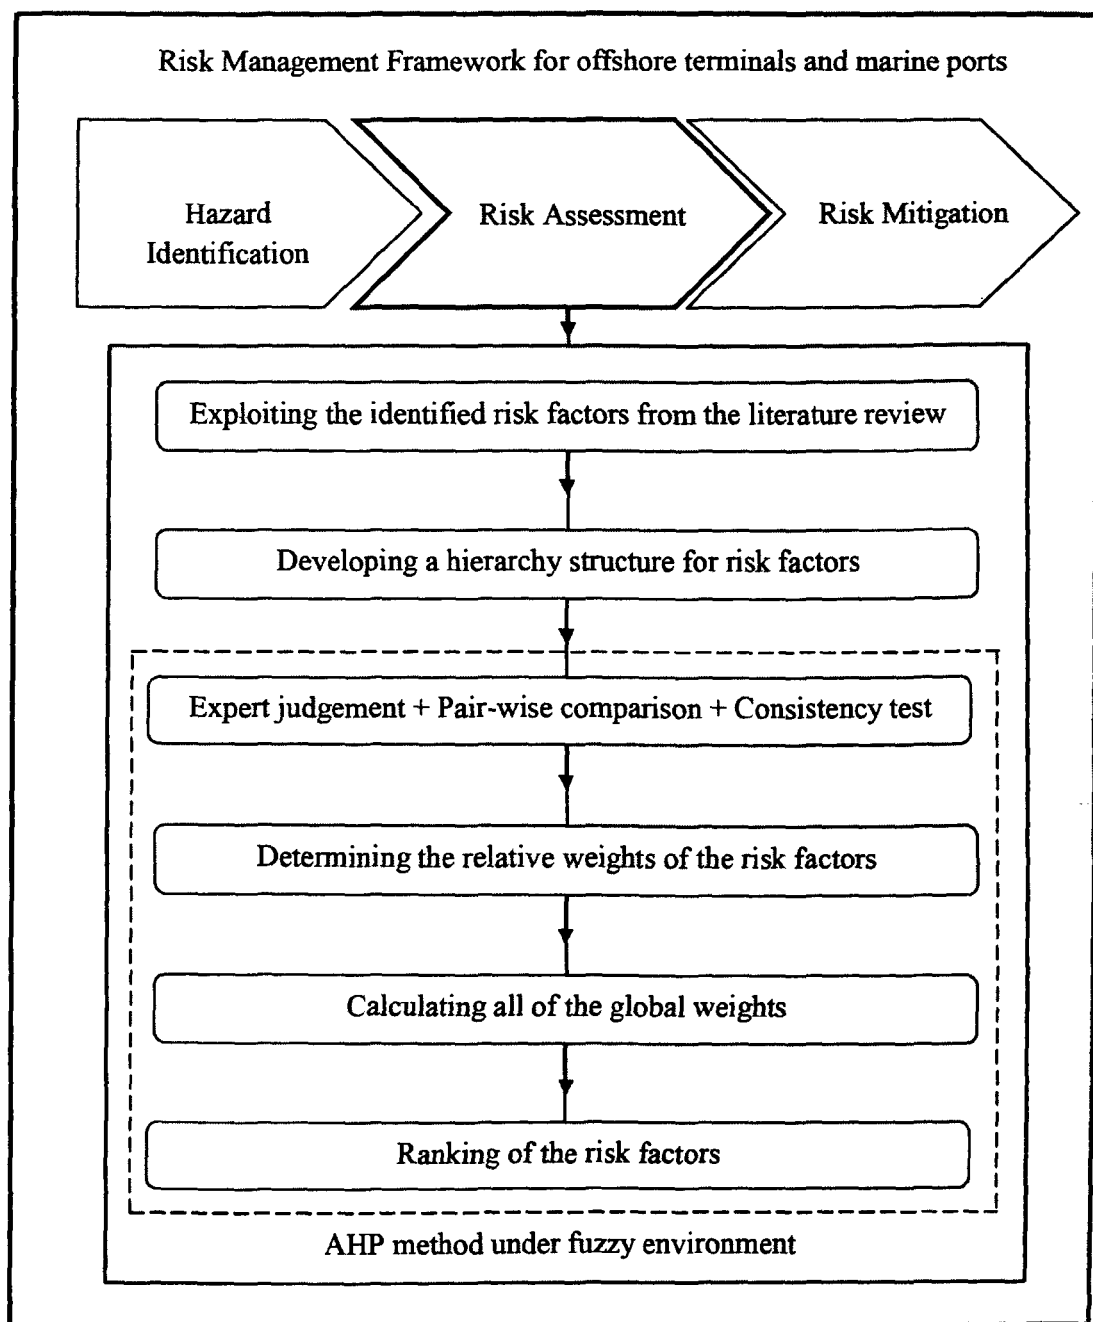 Risk Management Framework for offshore terminals and marine ports
Hazard
Identification
Risk Assessment
Risk Mitigation
Exploiting the identified risk factors from the literature review
Developing a hierarchy structure for risk factors
Expert judgement + Pair-wise comparison + Consistency test
Determining the relative weights of the risk factors
Calculating all of the global weights
Ranking of the risk factors
AHP method under fuzzy environment